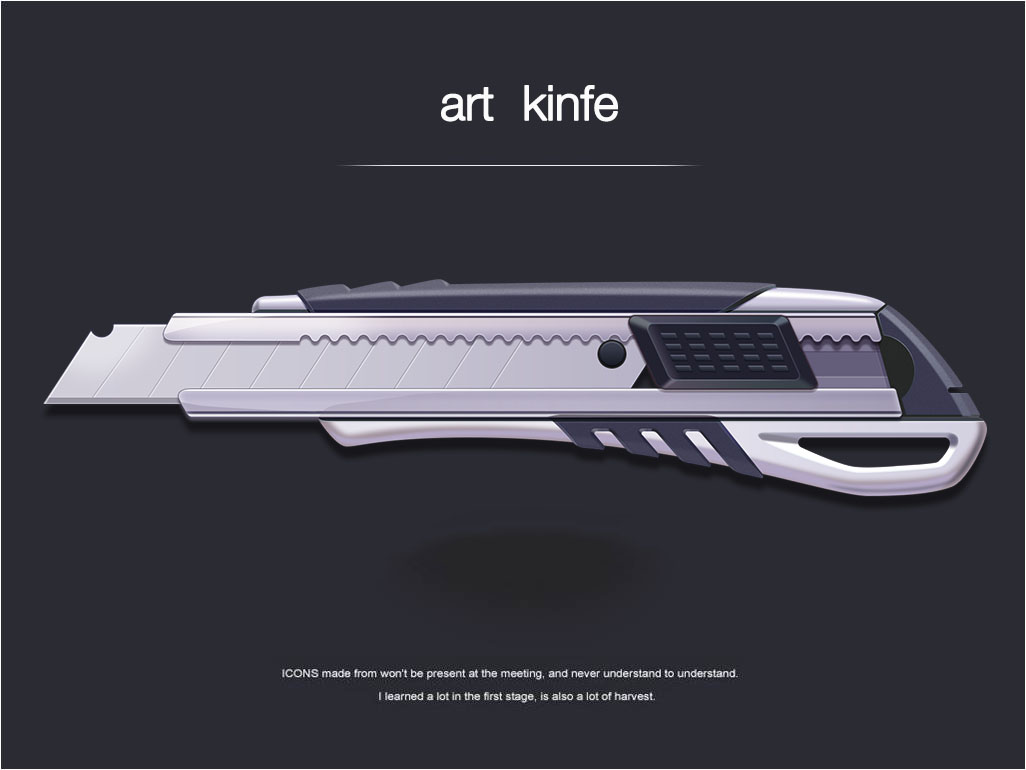 art kinfe
ICONS made from won't be present at the meeting, and never understand to understand.
I learned a lot in the first stage, is also a lot of harvest.